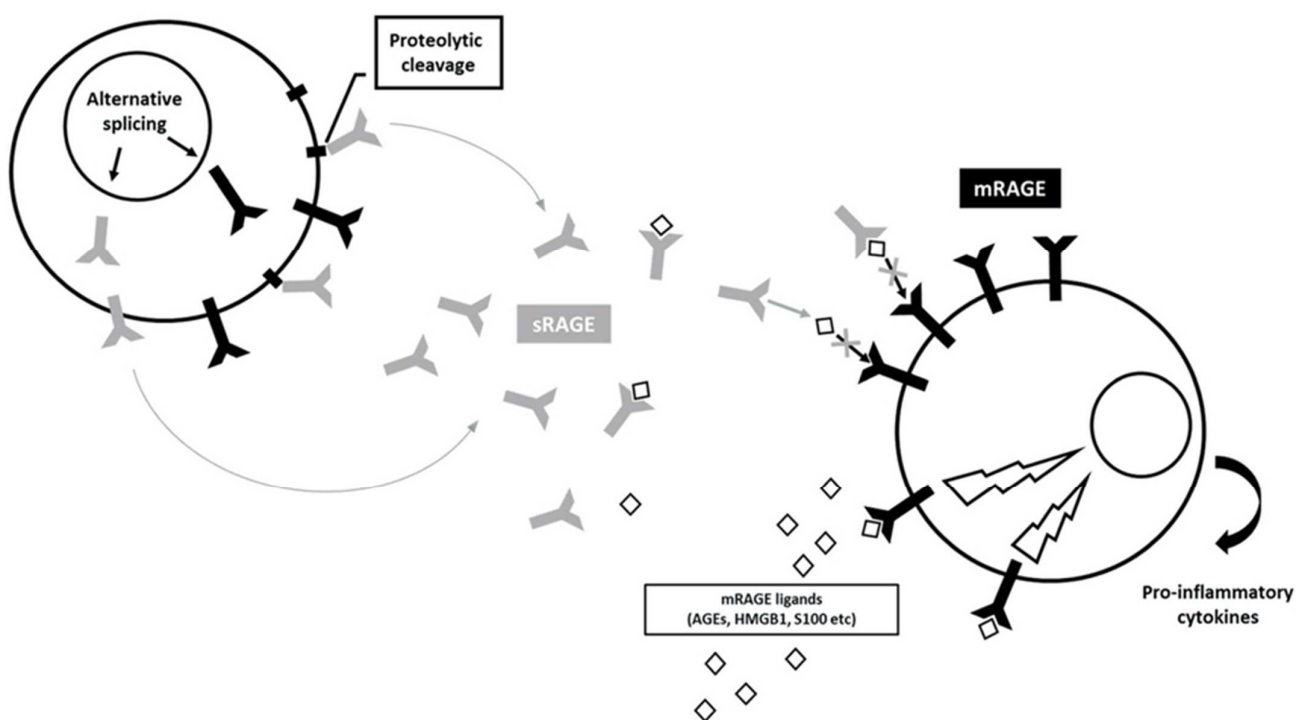 Proteolytic
cleavage
Alternative
splicing
mRAGE
sRAGE
mRAGE ligands
(AGEs, HMGB1, S100 etc)
Pro-inflammatory
cytokines